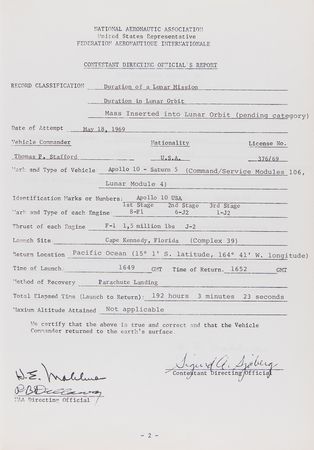 NATIONAL AERONAUTIC ASSOCIATION
United States Representative
FEDERATION AERONAUTIQUE INTERNATIONALE
CONTESTANT DIRECTING OFFICIAL'S REPORT
RECORD CLASSIFICATION Duration of a Lunar Mission
Duration in Lunar Orbit
Mass Inserted into Lunar Orbit (pending category)
Date of Attempt May 18, 1969
Vehicle Commander Nationality License No.
Thomas P. Stafford U.S.A. 376/69
Mark and Type of Vehicle Apollo 10 - Saturn 5 (Command/Service Modules 106,
Lunar Module 4)
Identification Marks or Numbers: Apollo 10 USA
1st Stage 2nd Stage 3rd Stage
Mark and Type of each Engine 8-F1 6-J2 1-J2
Thrust of each Engine F-1 1,5 million lbs J-2
Launch Site Cape Kennedy, Florida (Complex 39)
Return Location Pacific Ocean (15° 1' S. latitude, 164° 41' W. longitude)
Time of Launch. 1649 GMT Time of Return. 1652 GMT
Method of Recovery Parachute Landing
Total Elapsed Time (Launch to Return): 192 hours 3 minutes 23 seconds
Maximum Altitude Attained Not applicable
We certify that the above is true and correct and that the Vehicle
Commander returned to the earth's surface.
Contestant Directing Official
Directing Official
- 2 -